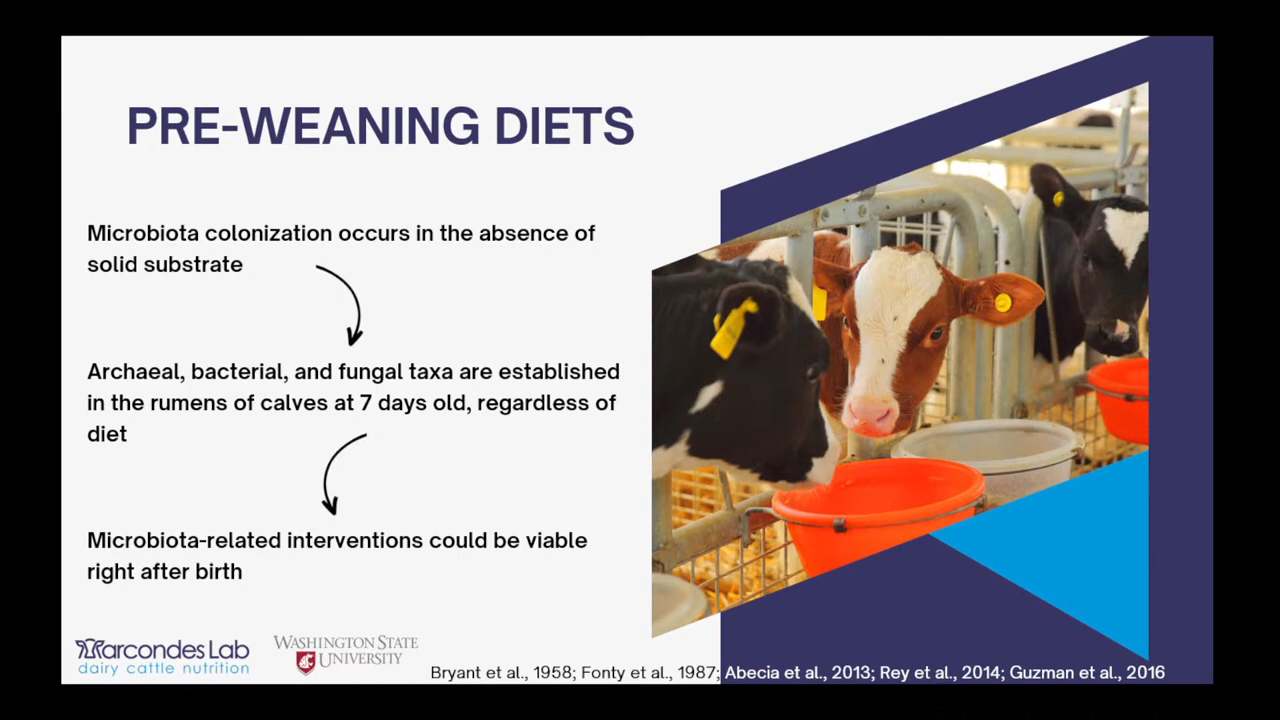 PRE-WEANING DIETS
Microbiota colonization occurs in the absence of
solid substrate
Archaeal, bacterial, and fungal taxa are established
in the rumens of calves at 7 days old, regardless of
diet
Microbiota-related interventions could be viable
right after birth
Marcondes Lab
dairy cattle nutrition
WASHINGTON STATE
UNIVERSITY
Bryant et al., 1958; Fonty et al., 1987; Abecia et al., 2013; Rey et al., 2014; Guzman et al., 2016